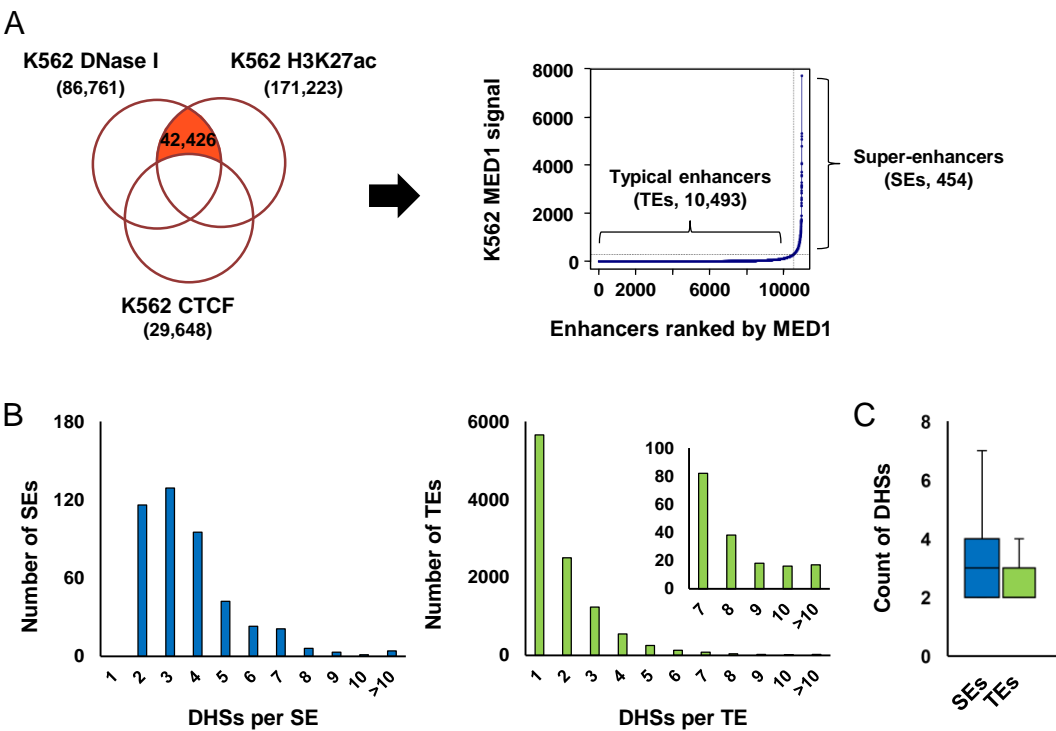 A
K562 DNase I
(86,761)
K562 H3K27ac
(171,223)
42,426
K562 CTCF
(29,648)
K562 MED1 signal
8000
6000
4000
2000
0
Typical enhancers
(TEs, 10,493)
Super-enhancers
(SEs, 454)
0 2000 6000 10000
Enhancers ranked by MED1
B
Number of SEs
180
120
60
0
1 2 3 4 5 6 7 8 9 10 >10
DHSs per SE
Number of TEs
6000
4000
2000
0
1 2 3 4 5 6 7 8 9 10 >10
DHSs per TE
100
80
60
40
20
0
7 8 9 10 >10
C
Count of DHSs
8
6
4
2
0
SEs TEs